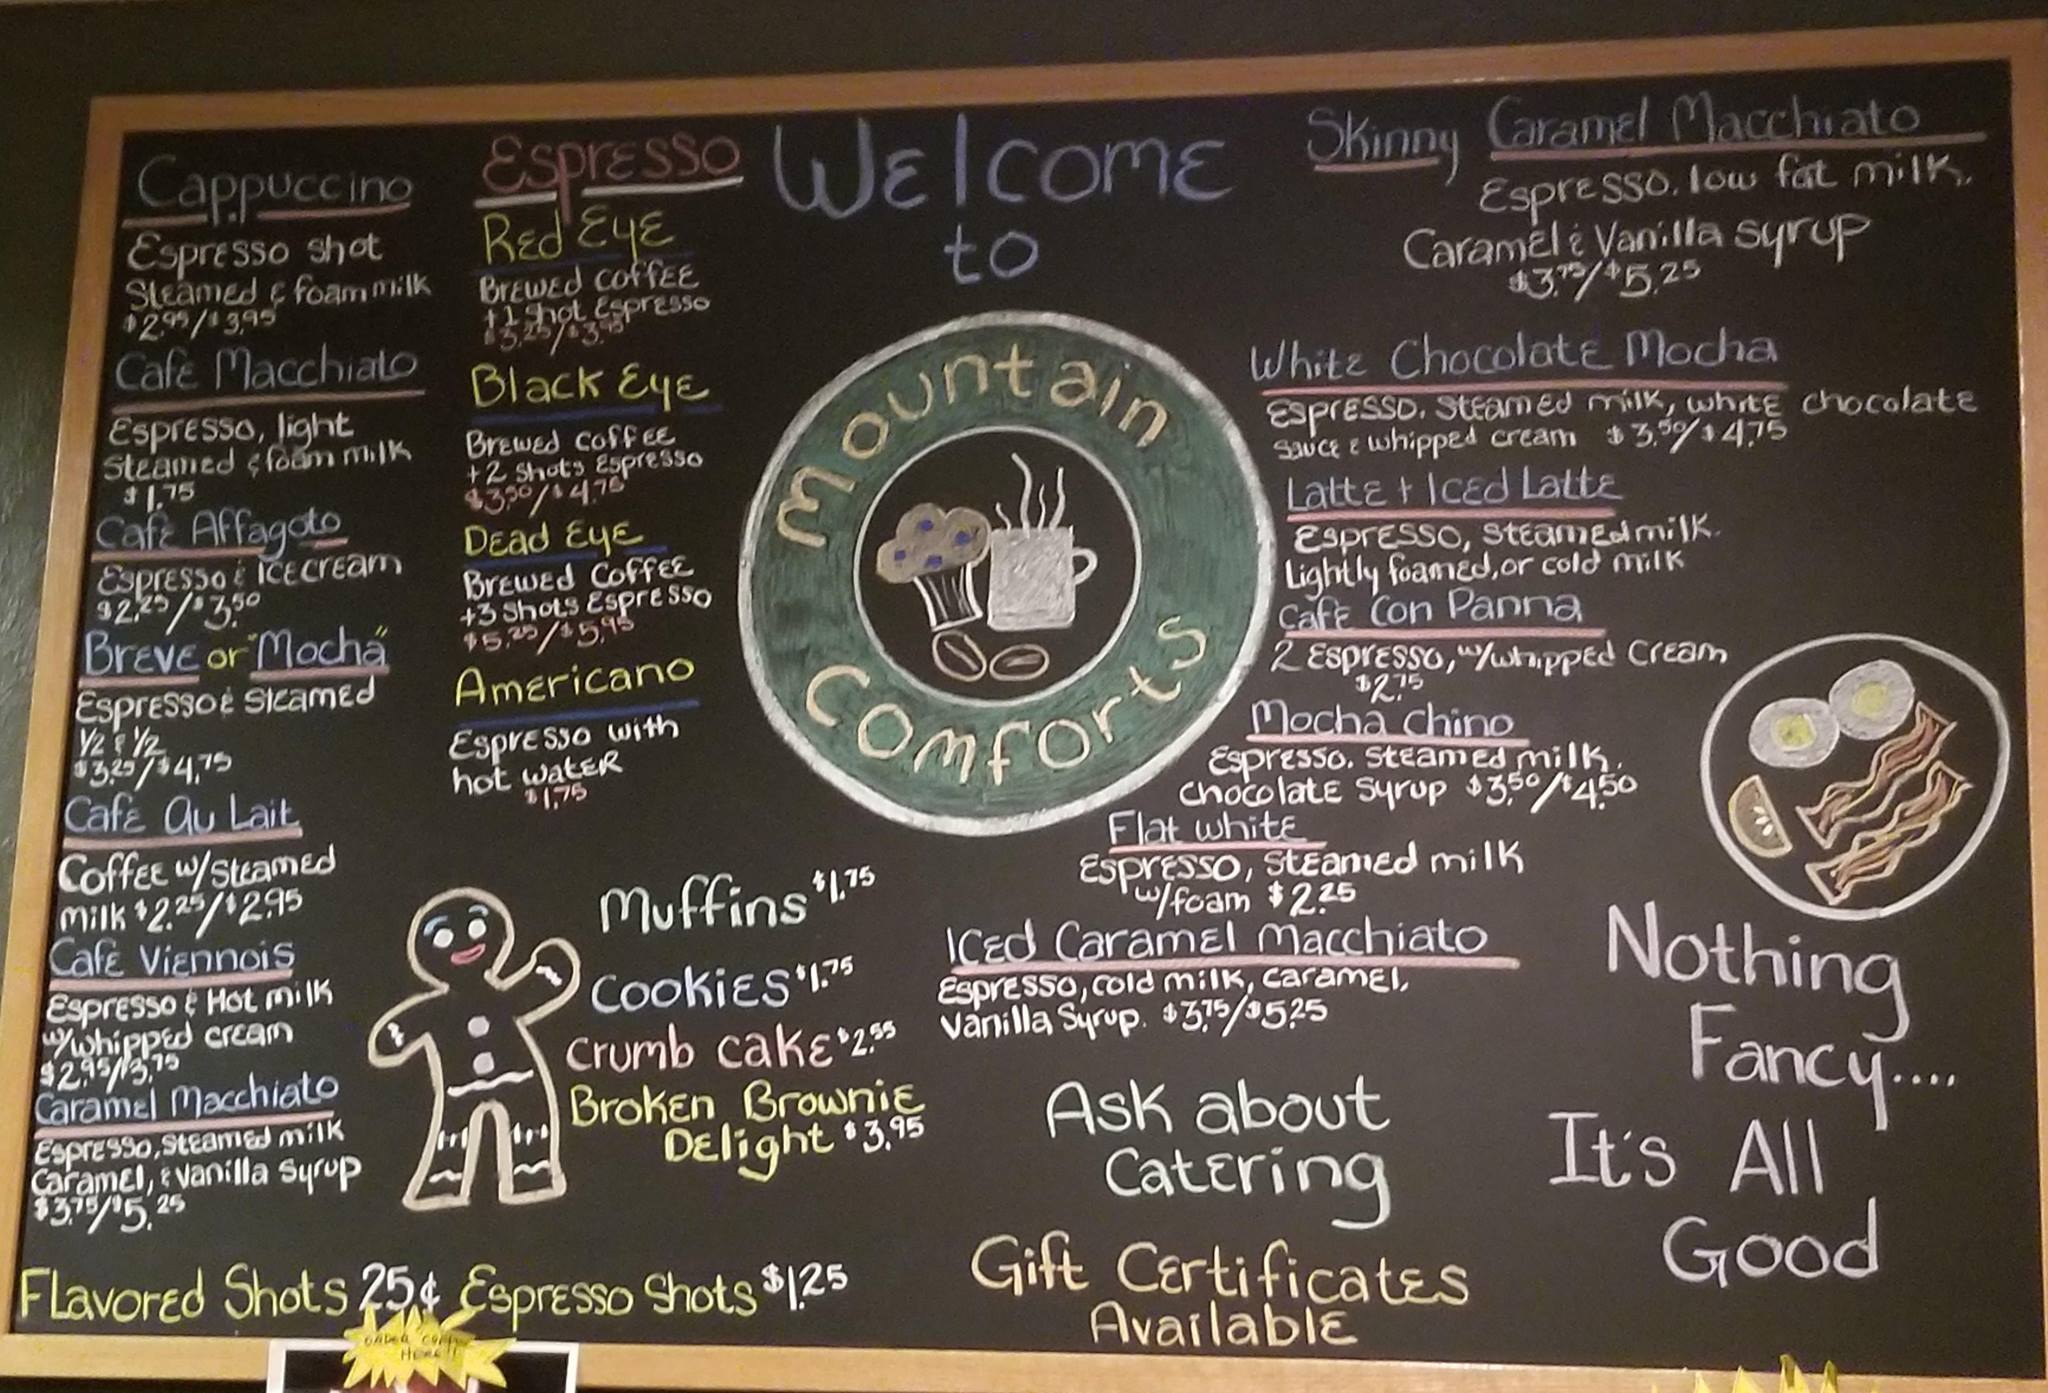 Cappuccino
Espresso shot
Steamed & foam milk
$2.95/$3.95
Cafe Macchiato
Espresso, light
Steamed & foam milk
$1.75
Cafe Affagoto
Espresso & ICE CREAM
$2.25/$3.50
Breve or "Mocha"
Espresso & Steamed
1/2 & 1/2
$3.25/$4.75
Cafe Au Lait
Coffee w/Steamed
milk $2.25/$2.95
Cafe Viennois
Espresso & Hot milk
w/whipped cream
$2.95/3.75
Caramel Macchiato
Espresso, Steamed milk
Caramel, & Vanilla Syrup
$3.75/$5.25
Espresso
Red Eye
Brewed Coffee
+1 Shot Espresso
$3.25/$3.95
Black Eye
Brewed Coffee
+2 Shots Espresso
$3.50/$4.75
Dead Eye
Brewed Coffee
+3 Shots Espresso
$5.25/$5.95
Americano
Espresso with
hot water
$1.75
Welcome
to
Mountain
Comforts
Muffins $1.75
Cookies $1.75
Crumb Cake $2.55
Broken Brownie
Delight $3.95
Flavored Shots 25¢ Espresso Shots $1.25
Skinny Caramel Macchiato
Espresso, low fat milk,
Caramel & Vanilla Syrup
$3.75/$5.25
White Chocolate Mocha
Espresso, Steamed milk, white chocolate
sauce & whipped cream $3.50/$4.75
Latte + Iced Latte
Espresso, Steamed milk.
Lightly foamed, or cold milk
Cafe Con Panna
2 Espresso, w/whipped Cream
$2.75
Mocha Chino
Espresso. Steamed milk,
Chocolate Syrup $3.50/$4.50
Flat white
Espresso, Steamed milk
w/foam $2.25
Iced Caramel Macchiato
Espresso, cold milk, Caramel,
Vanilla Syrup. $3.75/$5.25
Ask about
Catering
Gift Certificates
Available
Nothing
Fancy....
It's All
Good
ORDER COFFEE
HERE!!